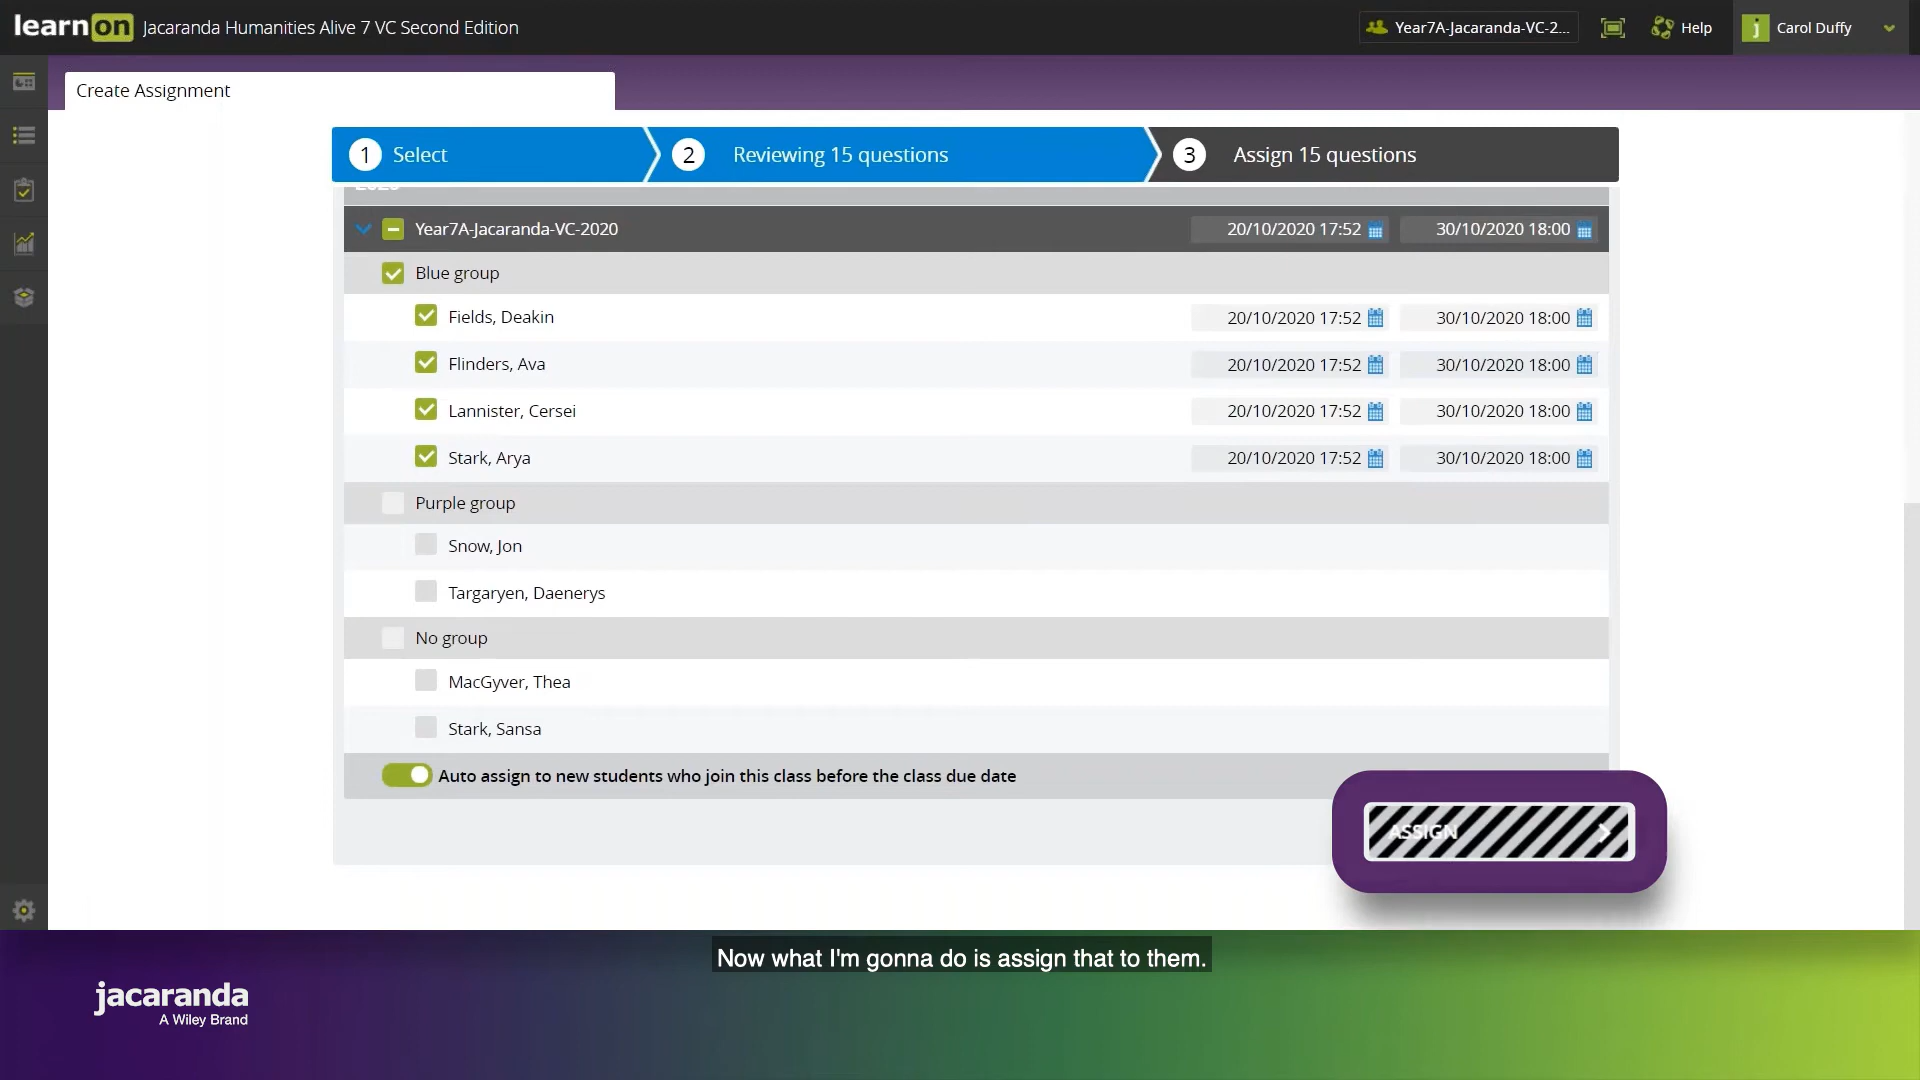 learnon Jacaranda Humanities Alive 7 VC Second Edition
Year7A-Jacaranda-VC-2...
Help
j Carol Duffy
Create Assignment
1 Select
2 Reviewing 15 questions
3 Assign 15 questions
Year7A-Jacaranda-VC-2020 20/10/2020 17:52 30/10/2020 18:00
Blue group
Fields, Deakin 20/10/2020 17:52 30/10/2020 18:00
Flinders, Ava 20/10/2020 17:52 30/10/2020 18:00
Lannister, Cersei 20/10/2020 17:52 30/10/2020 18:00
Stark, Arya 20/10/2020 17:52 30/10/2020 18:00
Purple group
Snow, Jon
Targaryen, Daenerys
No group
MacGyver, Thea
Stark, Sansa
Auto assign to new students who join this class before the class due date
ASSIGN
Now what I'm gonna do is assign that to them.
jacaranda
A Wiley Brand